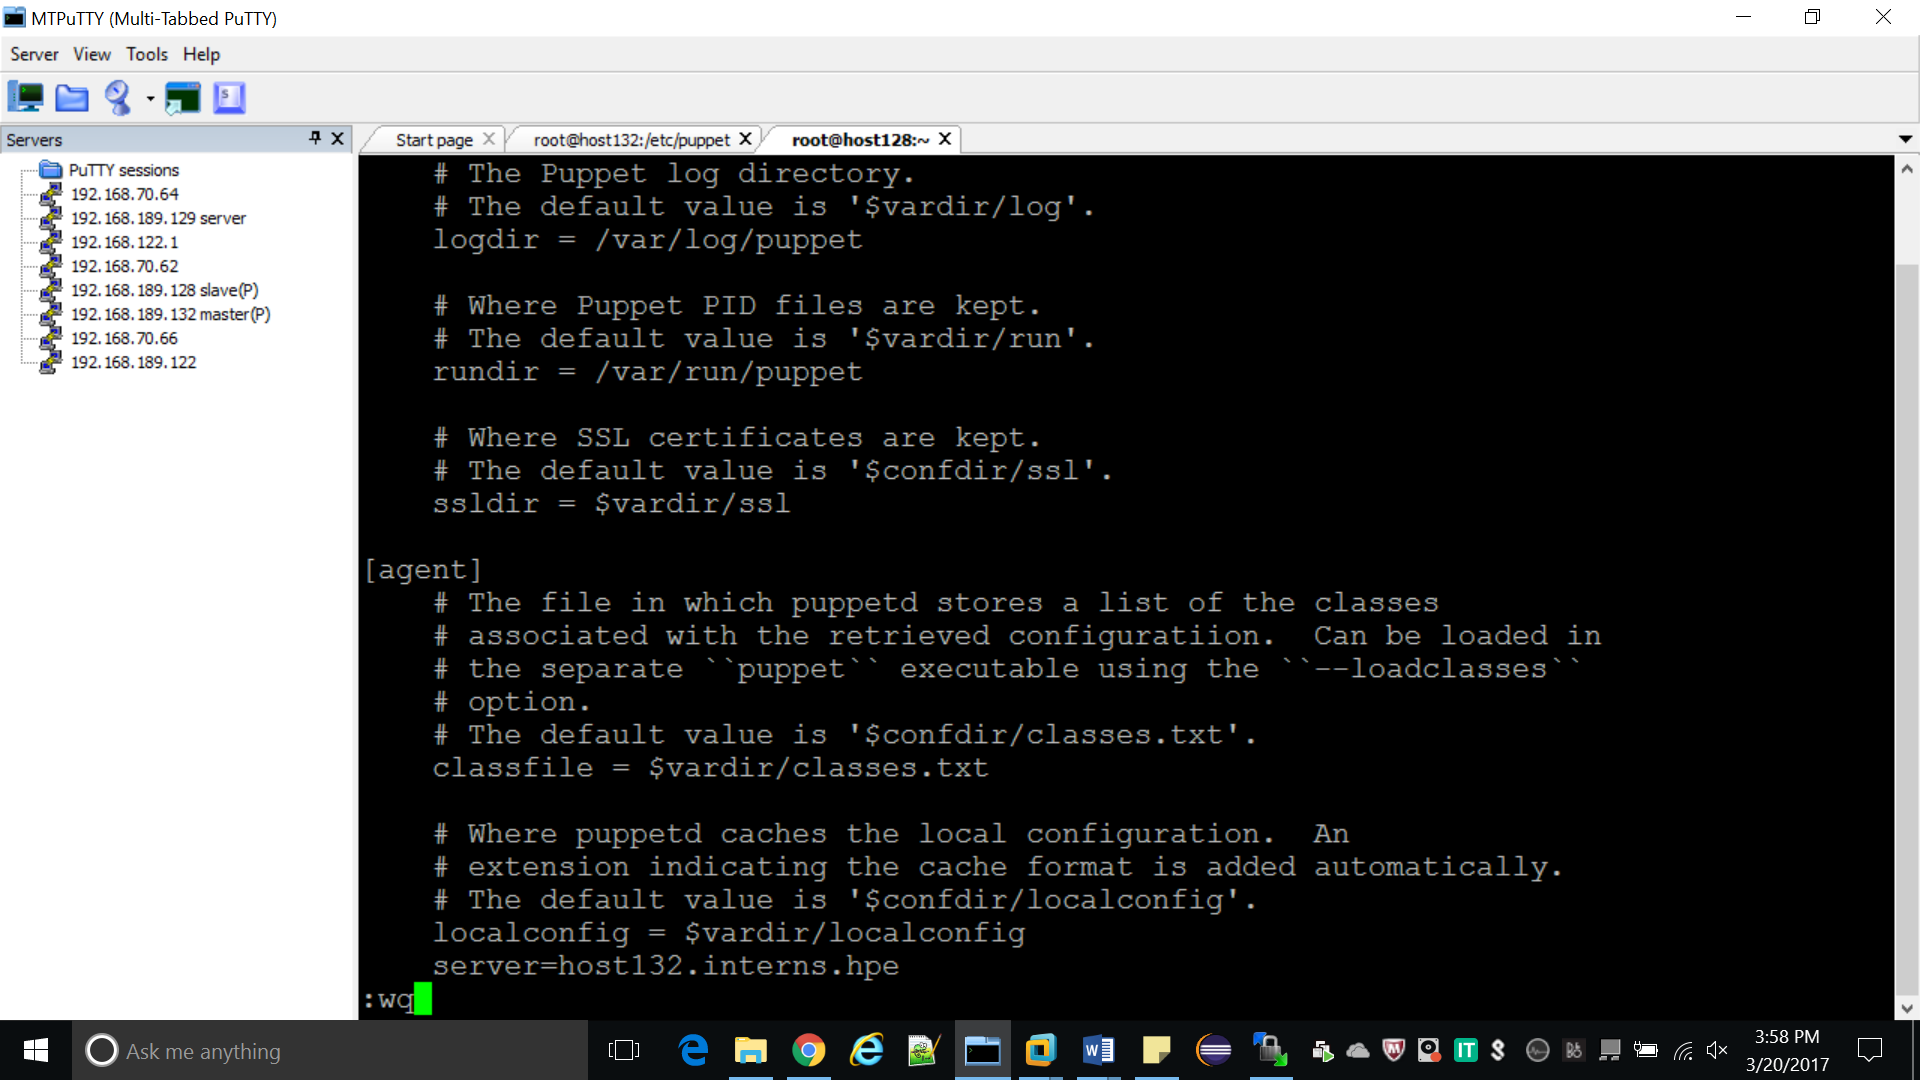 MTPuTTY (Multi-Tabbed PuTTY)
Server View Tools Help
Servers
PuTTY sessions
192.168.70.64
192.168.189.129 server
192.168.122.1
192.168.70.62
192.168.189.128 slave(P)
192.168.189.132 master(P)
192.168.70.66
192.168.189.122
Start page root@host132:/etc/puppet root@host128:~
# The Puppet log directory.
# The default value is '$vardir/log'.
logdir = /var/log/puppet
# Where Puppet PID files are kept.
# The default value is '$vardir/run'.
rundir = /var/run/puppet
# Where SSL certificates are kept.
# The default value is '$confdir/ssl'.
ssldir = $vardir/ssl
[agent]
# The file in which puppetd stores a list of the classes
# associated with the retrieved configuratiion.  Can be loaded in
# the separate ``puppet`` executable using the ``--loadclasses``
# option.
# The default value is '$confdir/classes.txt'.
classfile = $vardir/classes.txt
# Where puppetd caches the local configuration.  An
# extension indicating the cache format is added automatically.
# The default value is '$confdir/localconfig'.
localconfig = $vardir/localconfig
server=host132.interns.hpe
:wq
Ask me anything
3:58 PM
3/20/2017